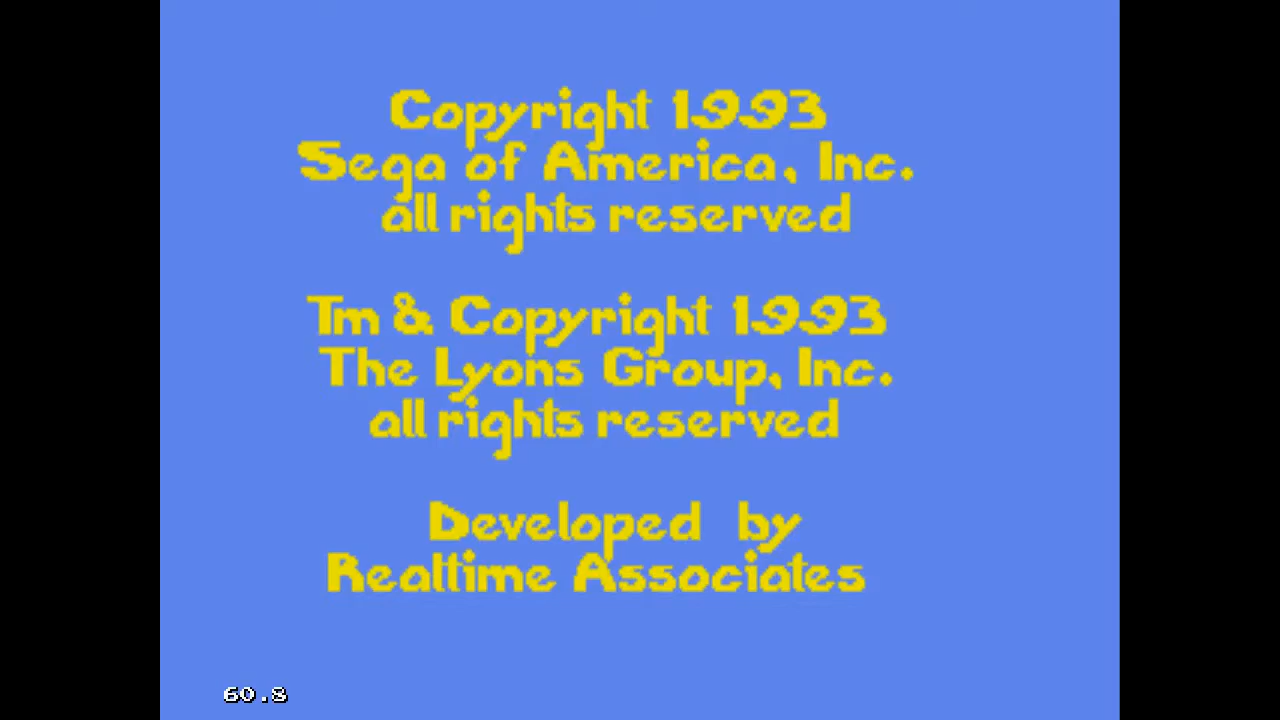 Copyright 1993
Sega of America, Inc.
all rights reserved
Tm & Copyright 1993
The Lyons Group, Inc.
all rights reserved
Developed by
Realtime Associates
60.8